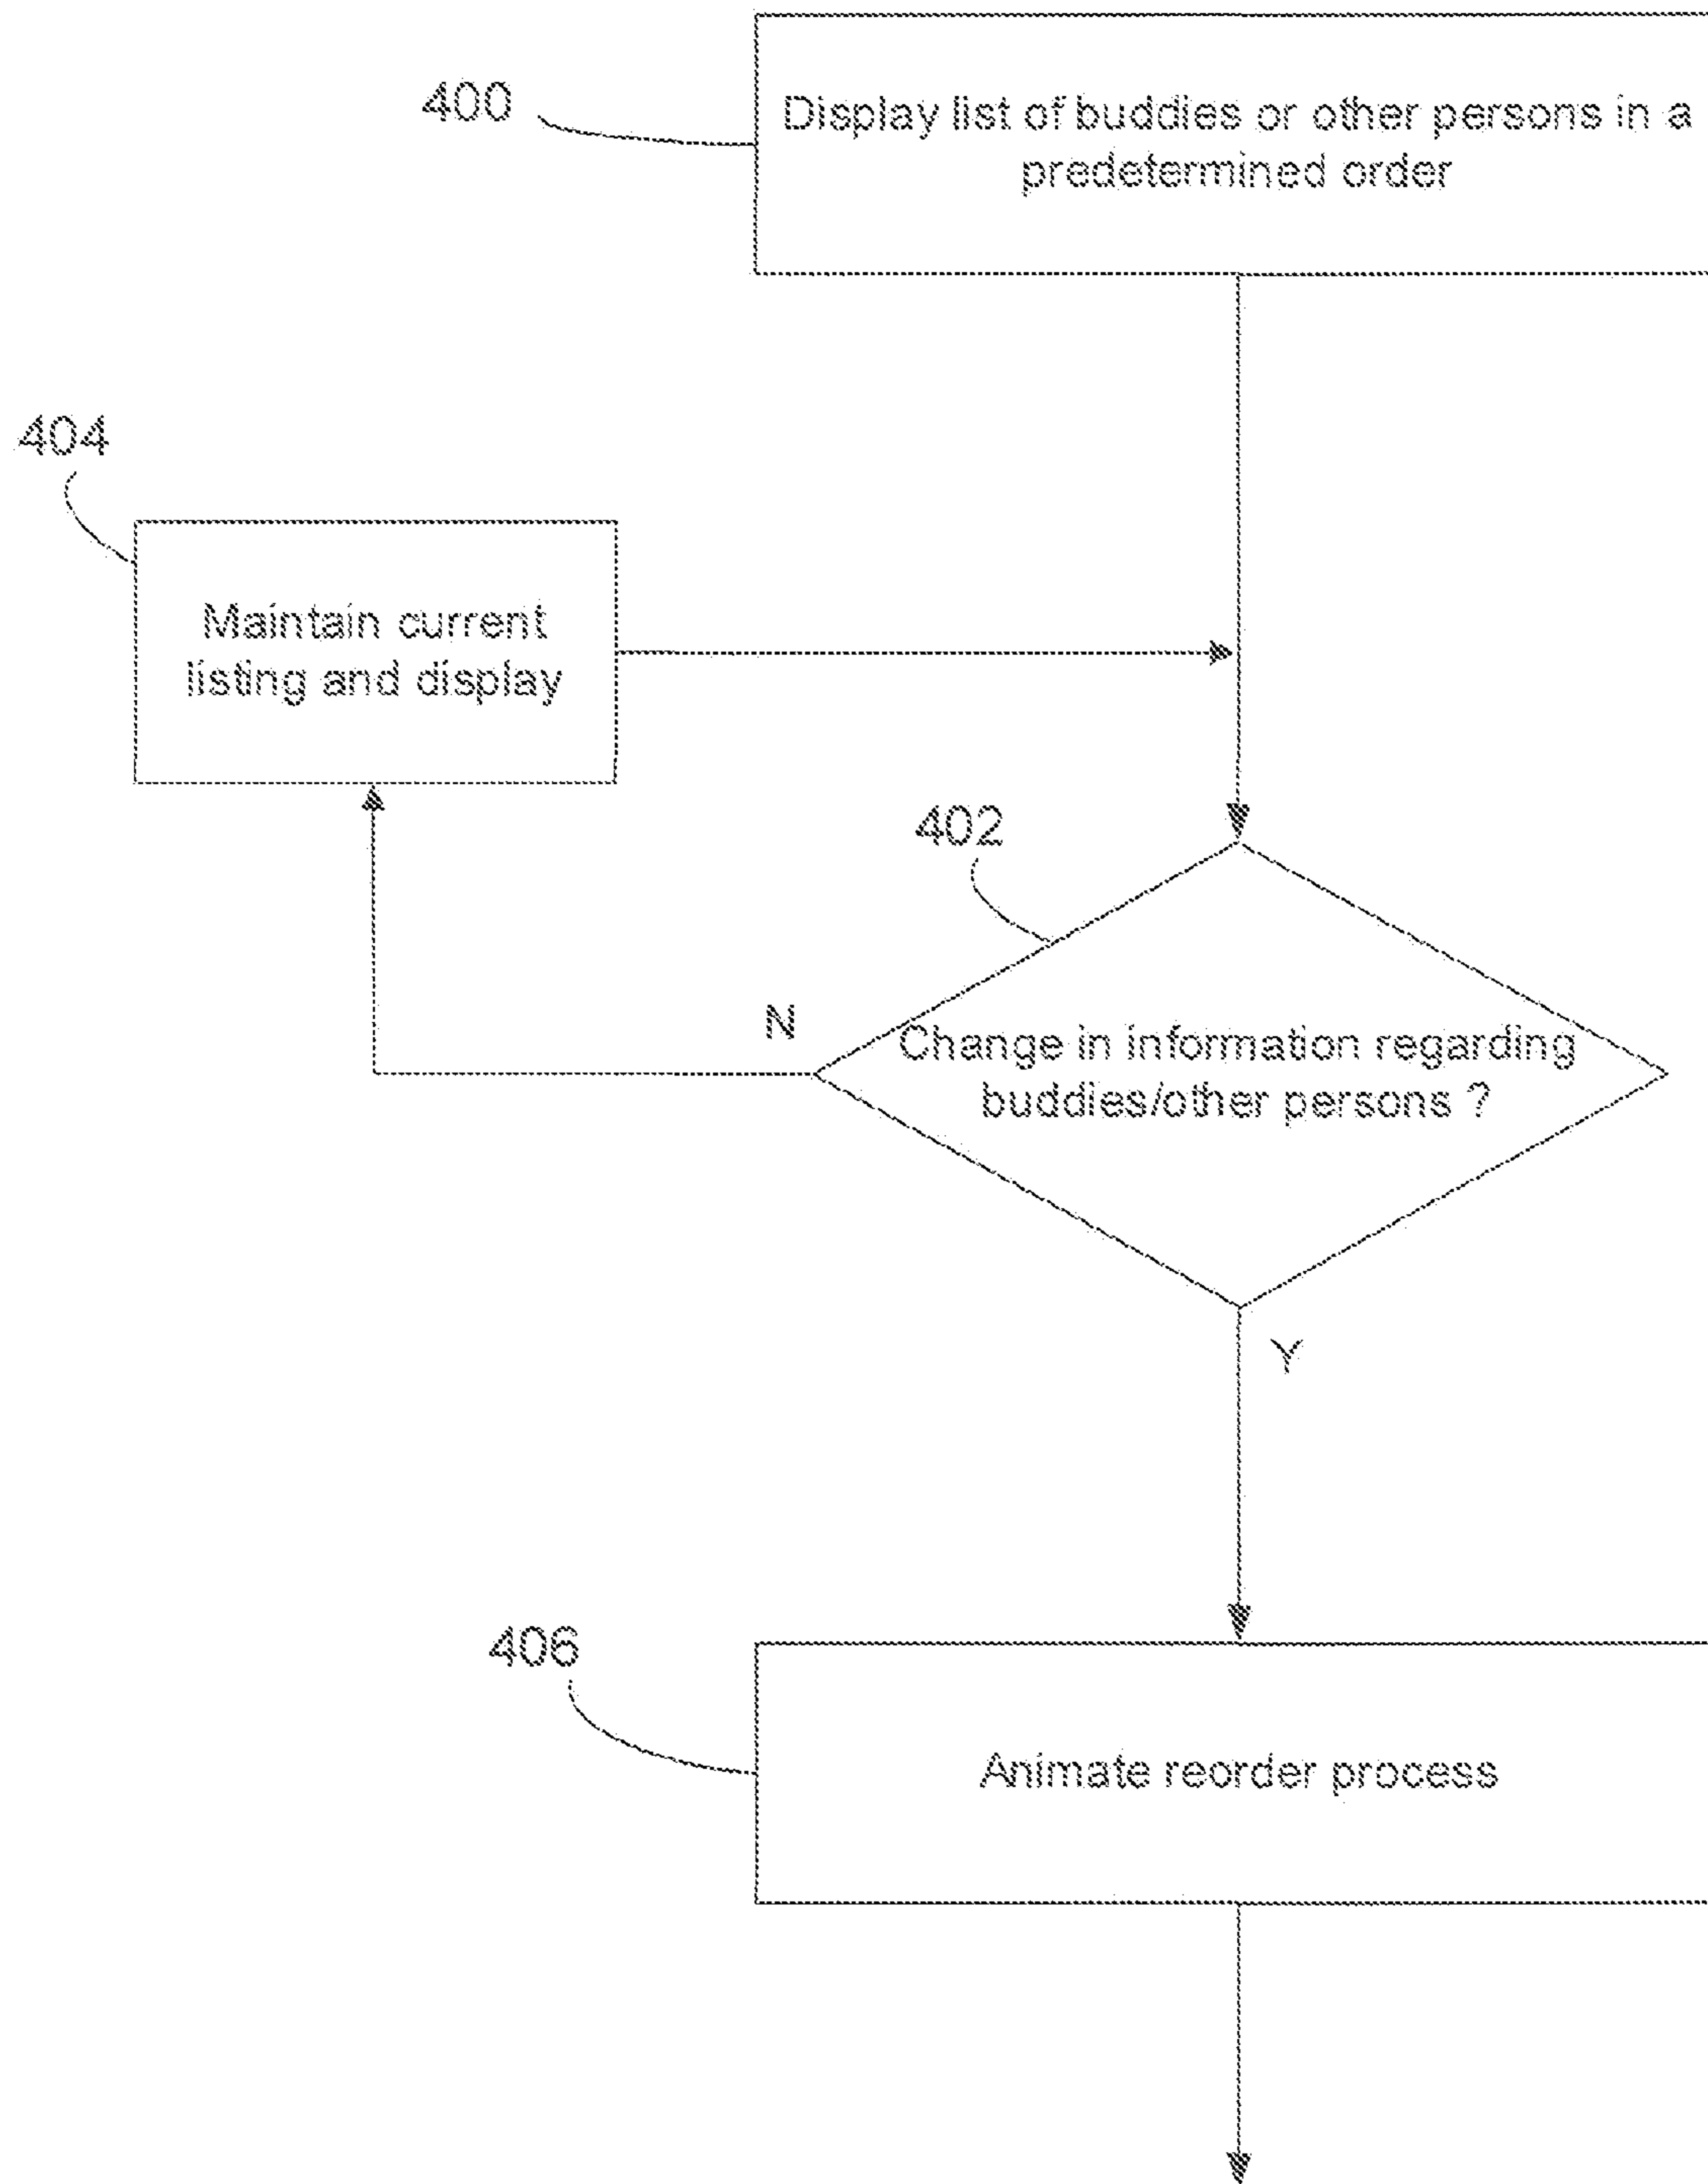 400
Display list of buddies or other persons in a
predetermined order
404
Maintain current
listing and display
402
N
Change in information regarding
buddies/other persons ?
Y
406
Animate reorder process